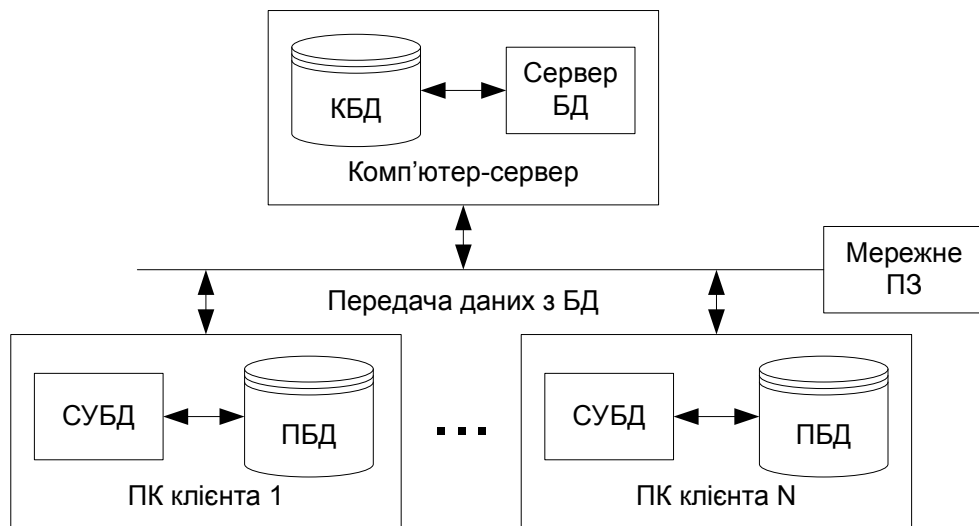 КБД
Сервер
БД
Комп’ютер-сервер
Мережне
ПЗ
Передача даних з БД
СУБД
ПБД
ПК клієнта 1
...
СУБД
ПБД
ПК клієнта N